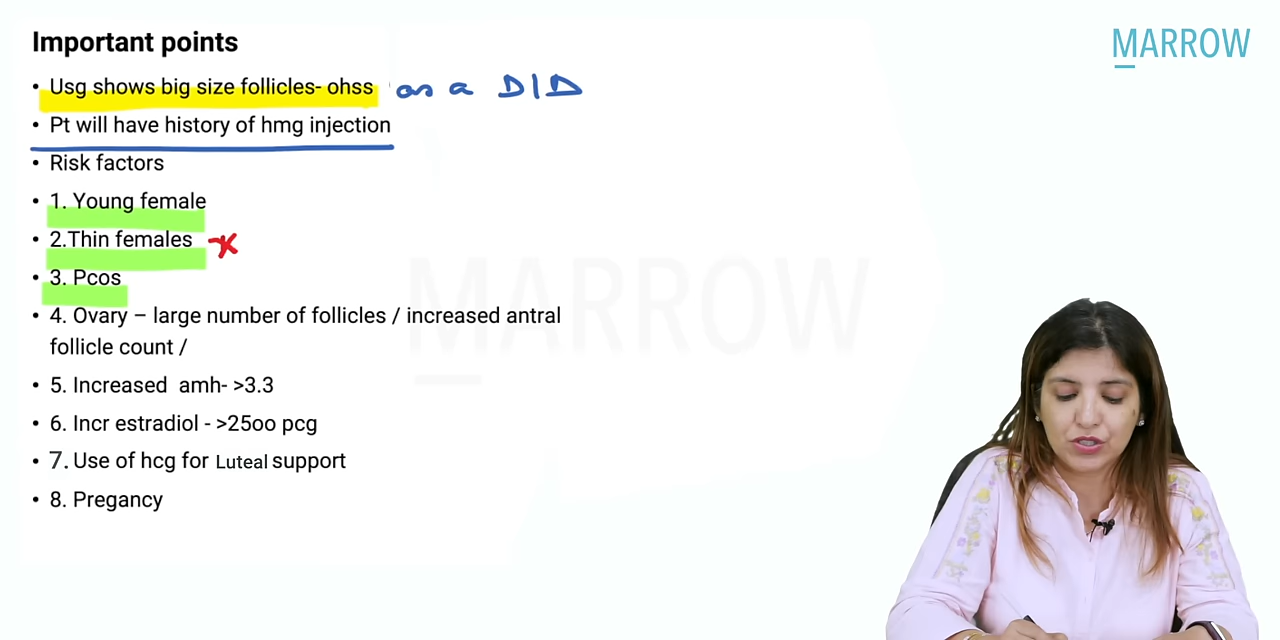 Important points
MARROW
• Usg shows big size follicles- ohss as a D/D
• Pt will have history of hmg injection
• Risk factors
• 1. Young female
• 2.Thin females *
• 3. Pcos
• 4. Ovary – large number of follicles / increased antral
follicle count /
• 5. Increased amh- >3.3
• 6. Incr estradiol - >25oo pcg
• 7. Use of hcg for Luteal support
• 8. Pregancy
MARROW